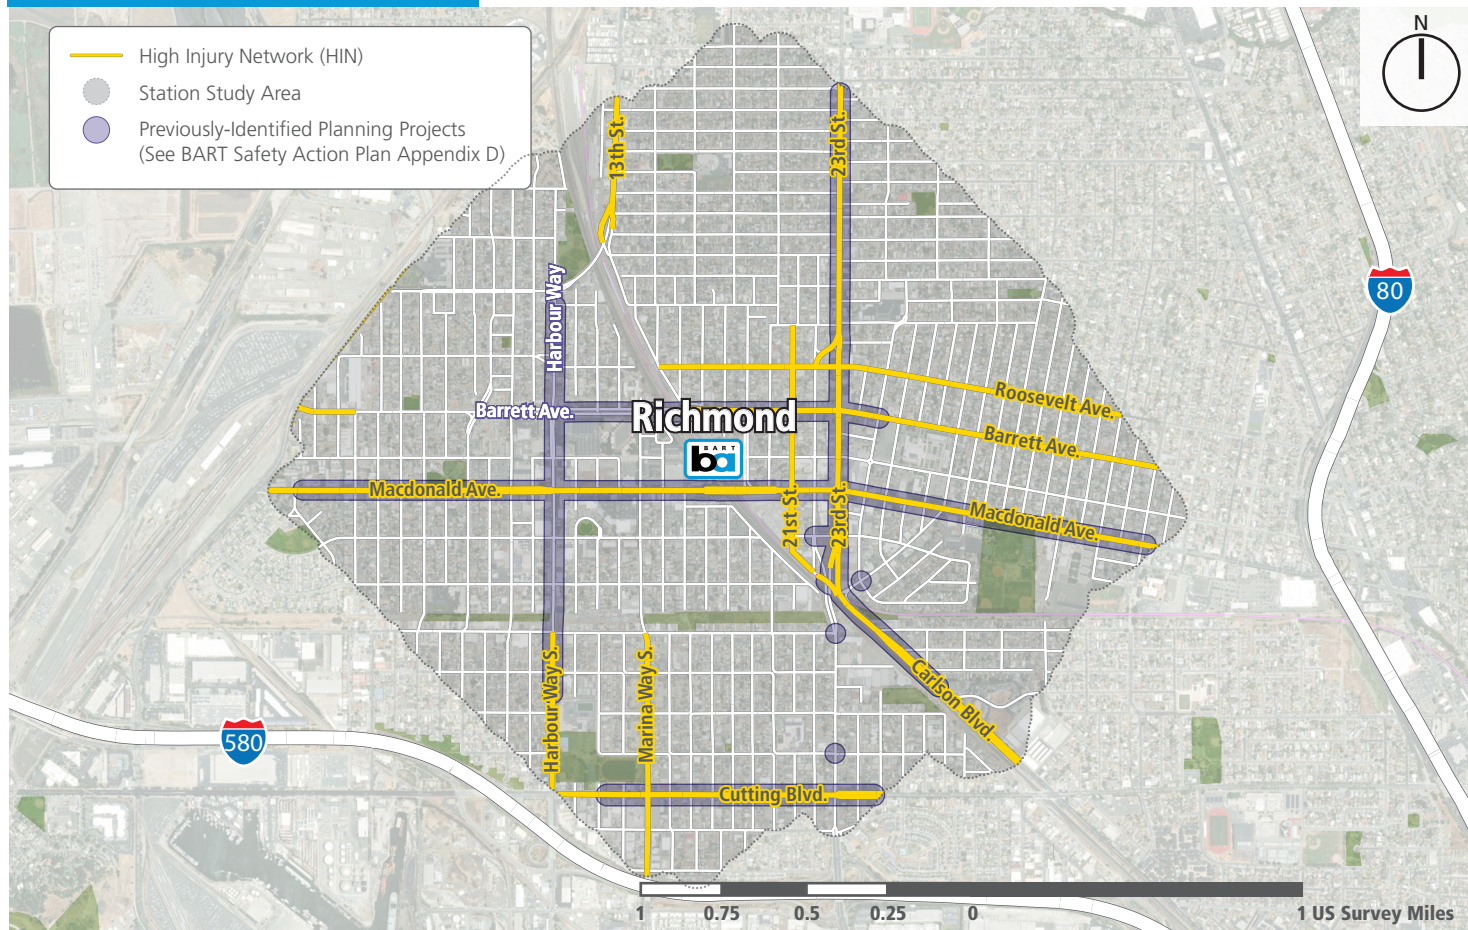 High Injury Network (HIN)
Station Study Area
Previously-Identified Planning Projects
(See BART Safety Action Plan Appendix D)
N
13th St.
23rd St.
80
Harbour Way
Roosevelt Ave.
Barrett Ave.
Richmond
Barrett Ave.
BART
ba
Macdonald Ave.
21st St.
23rd St.
Macdonald Ave.
Harbour Way S.
Marina Way S.
Carlson Blvd.
580
Cutting Blvd.
1 0.75 0.5 0.25 0 1 US Survey Miles